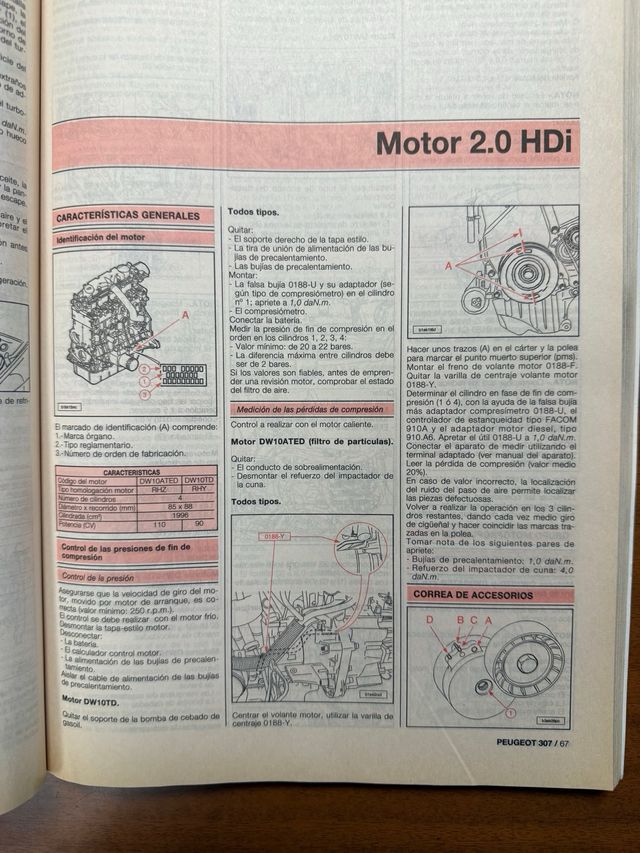 Motor 2.0 HDi
CARACTERÍSTICAS GENERALES
Identificación del motor
A
2
1
3
El marcado de identificación (A) comprende:
1.-Marca órgano.
2.-Tipo reglamentario.
3.-Número de orden de fabricación.
CARACTERISTICAS
Código del motor DW10ATED DW10TD
Tipo homologación motor RHZ RHY
Número de cilindros 4
Diámetro x recorrido (mm) 85 x 88
Cilindrada (cm³) 1996
Potencia (CV) 110 90
Control de las presiones de fin de
compresión
Control de la presión
Asegurarse que la velocidad de giro del mo-
tor, movido por motor de arranque, es co-
rrecta (valor mínimo: 250 r.p.m.).
El control se debe realizar con el motor frío.
Desmontar la tapa-estilo motor.
Desconectar:
- La batería.
- El calculador control motor.
- La alimentación de las bujías de precalen-
tamiento.
Aislar el cable de alimentación de las bujías
de precalentamiento.
Motor DW10TD.
Quitar el soporte de la bomba de cebado de
gasoil.
Todos tipos.
Quitar:
- El soporte derecho de la tapa estilo.
- La tira de unión de alimentación de las bu-
jías de precalentamiento.
- Las bujías de precalentamiento.
Montar:
- La falsa bujía 0188-U y su adaptador (se-
gún tipo de compresiómetro) en el cilindro
nº 1; apriete a 1,0 daN.m.
- El compresiómetro.
Conectar la batería.
Medir la presión de fin de compresión en el
orden en los cilindros 1, 2, 3, 4:
- Valor mínimo: de 20 a 22 bares.
- La diferencia máxima entre cilindros debe
ser de 2 bares.
Si los valores son fiables, antes de empren-
der una revisión motor, comprobar el estado
del filtro de aire.
Medición de las pérdidas de compresión
Control a realizar con el motor caliente.
Motor DW10ATED (filtro de partículas).
Quitar:
- El conducto de sobrealimentación.
- Desmontar el refuerzo del impactador de
la cuna.
Todos tipos.
0188-Y
Centrar el volante motor, utilizar la varilla de
centraje 0188-Y.
A
Hacer unos trazos (A) en el cárter y la polea
para marcar el punto muerto superior (pms).
Montar el freno de volante motor 0188-F.
Quitar la varilla de centraje volante motor
0188-Y.
Determinar el cilindro en fase de fin de com-
presión (1 ó 4), con la ayuda de la falsa bujía
más adaptador compresímetro 0188-U, el
controlador de estanqueidad tipo FACOM
910A y el adaptador motor diesel, tipo
910.A6. Apretar el útil 0188-U a 1,0 daN.m.
Conectar el aparato de medir utilizando el
terminal adaptado (ver manual del aparato).
Leer la pérdida de compresión (valor medio
20%).
En caso de valor incorrecto, la localización
del ruido del paso de aire permite localizar
las piezas defectuosas.
Volver a realizar la operación en los 3 cilin-
dros restantes, dando cada vez medio giro
de cigüeñal y hacer coincidir las marcas tra-
zadas en la polea.
Tomar nota de los siguientes pares de
apriete:
- Bujías de precalentamiento: 1,0 daN.m.
- Refuerzo del impactador de cuna: 4,0
daN.m.
CORREA DE ACCESORIOS
D B C A
1
PEUGEOT 307 / 67